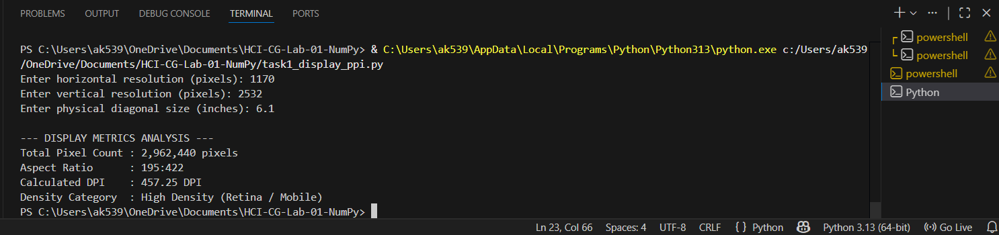 PROBLEMS OUTPUT DEBUG CONSOLE TERMINAL PORTS
PS C:\Users\ak539\OneDrive\Documents\HCI-CG-Lab-01-NumPy> & C:\Users\ak539\AppData\Local\Programs\Python\Python313\python.exe c:/Users/ak539
/OneDrive/Documents/HCI-CG-Lab-01-NumPy/task1_display_ppi.py
Enter horizontal resolution (pixels): 1170
Enter vertical resolution (pixels): 2532
Enter physical diagonal size (inches): 6.1
--- DISPLAY METRICS ANALYSIS ---
Total Pixel Count : 2,962,440 pixels
Aspect Ratio      : 195:422
Calculated DPI    : 457.25 DPI
Density Category  : High Density (Retina / Mobile)
PS C:\Users\ak539\OneDrive\Documents\HCI-CG-Lab-01-NumPy>
powershell
powershell
powershell
Python
Ln 23, Col 66 Spaces: 4 UTF-8 CRLF {} Python Python 3.13 (64-bit) Go Live